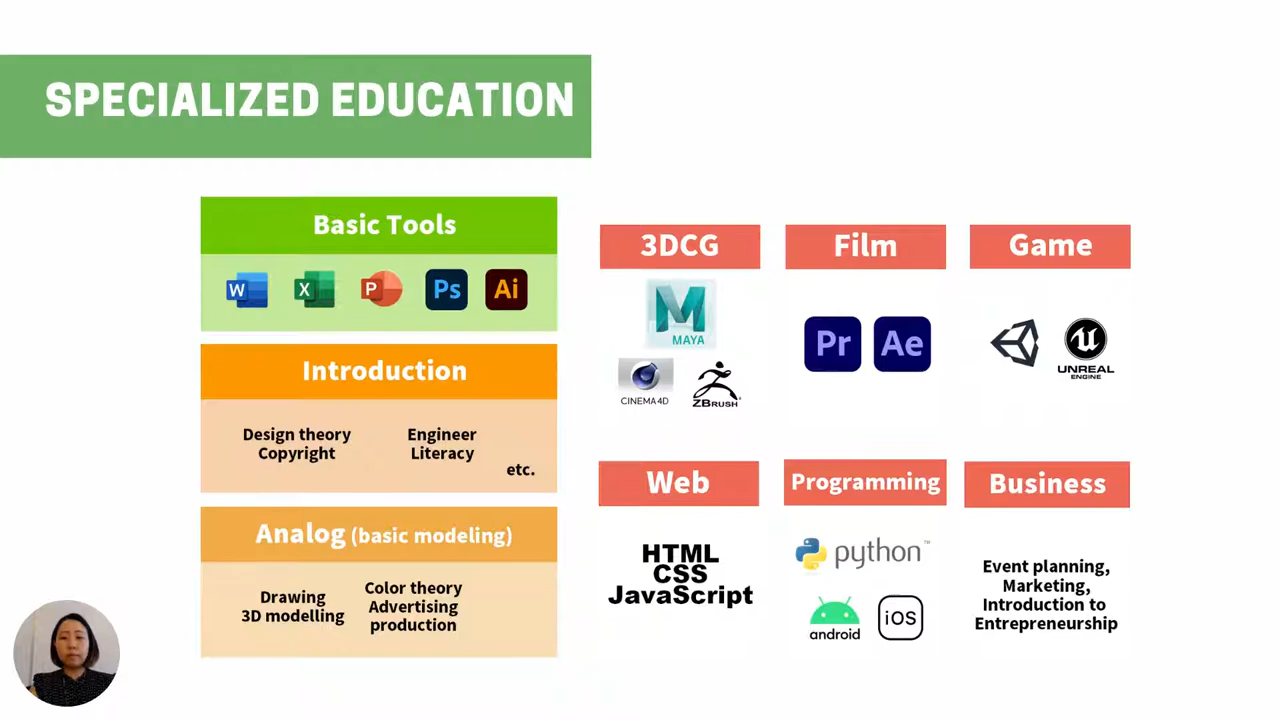 SPECIALIZED EDUCATION
Basic Tools
W
X
P
Ps
Ai
Introduction
Design theory
Copyright
Engineer
Literacy
etc.
Analog (basic modeling)
Drawing
3D modelling
Color theory
Advertising
production
3DCG
M
MAYA
CINEMA 4D
ZBRUSH
Film
Pr
Ae
Game
UNREAL
ENGINE
Web
HTML
CSS
JavaScript
Programming
python™
android
iOS
Business
Event planning,
Marketing,
Introduction to
Entrepreneurship